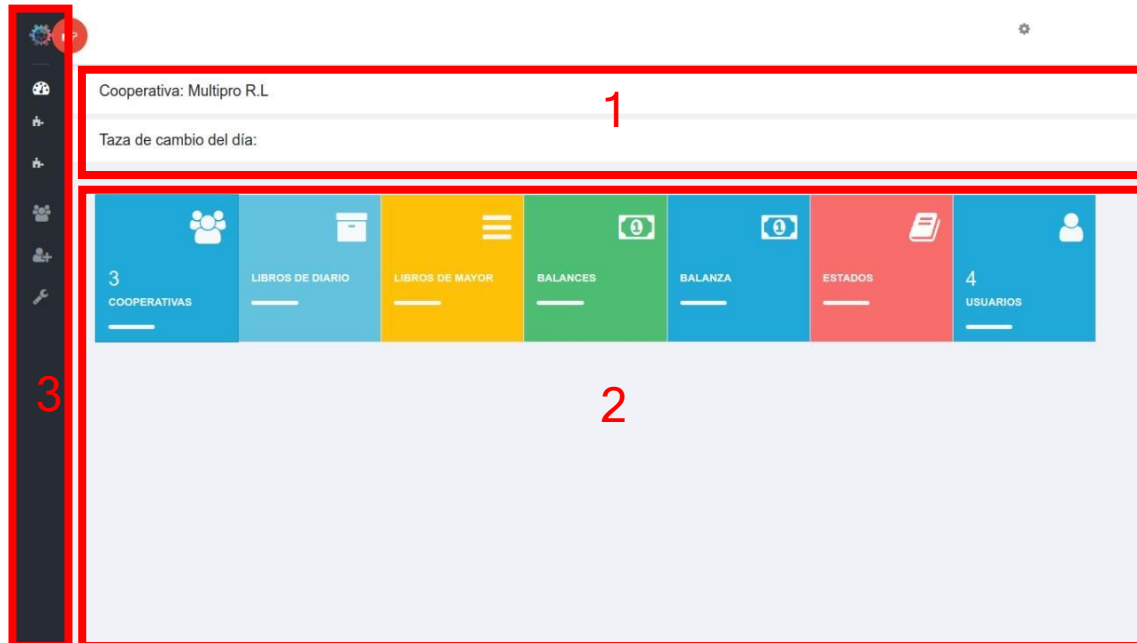 Cooperativa: Multipro R.L
1
Taza de cambio del día:
3
COOPERATIVAS
LIBROS DE DIARIO
LIBROS DE MAYOR
BALANCES
BALANZA
ESTADOS
4
USUARIOS
3
2